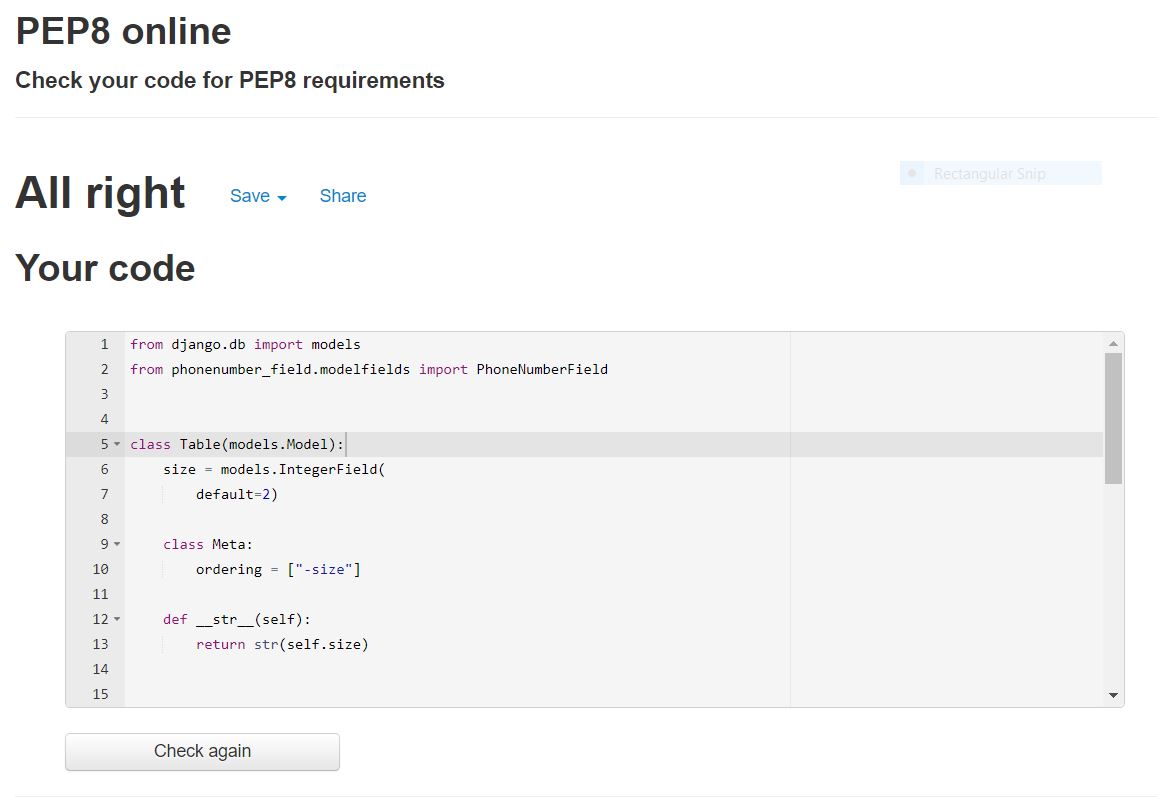 PEP8 online
Check your code for PEP8 requirements
All right Save Share
Rectangular Snip
Your code
1 from django.db import models
2 from phonenumber_field.modelfields import PhoneNumberField
3
4
5 class Table(models.Model):
6     size = models.IntegerField(
7         default=2)
8
9     class Meta:
10         ordering = ["-size"]
11
12     def __str__(self):
13         return str(self.size)
14
15
Check again